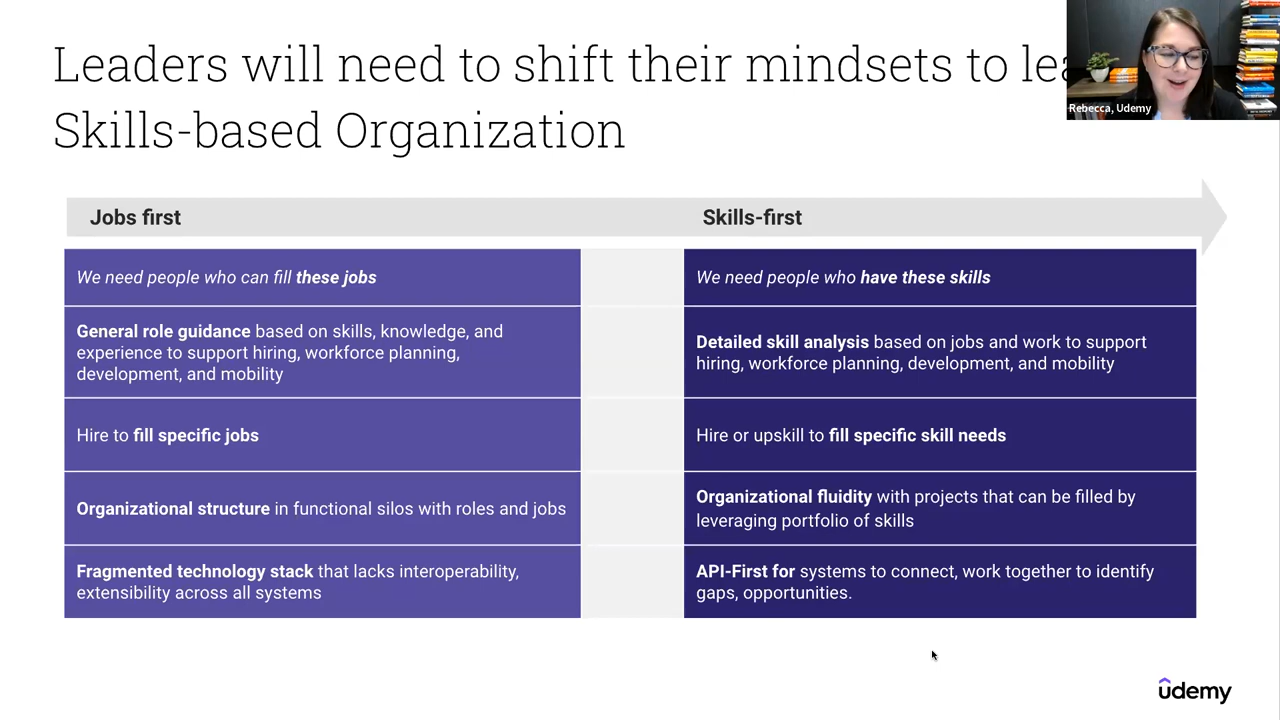 Leaders will need to shift their mindsets to
Skills-based Organization
Rebecca, Udemy
Jobs first
Skills-first
We need people who can fill these jobs
We need people who have these skills
General role guidance based on skills, knowledge, and
experience to support hiring, workforce planning,
development, and mobility
Detailed skill analysis based on jobs and work to support
hiring, workforce planning, development, and mobility
Hire to fill specific jobs
Hire or upskill to fill specific skill needs
Organizational structure in functional silos with roles and jobs
Organizational fluidity with projects that can be filled by
leveraging portfolio of skills
Fragmented technology stack that lacks interoperability,
extensibility across all systems
API-First for systems to connect, work together to identify
gaps, opportunities.
udemy